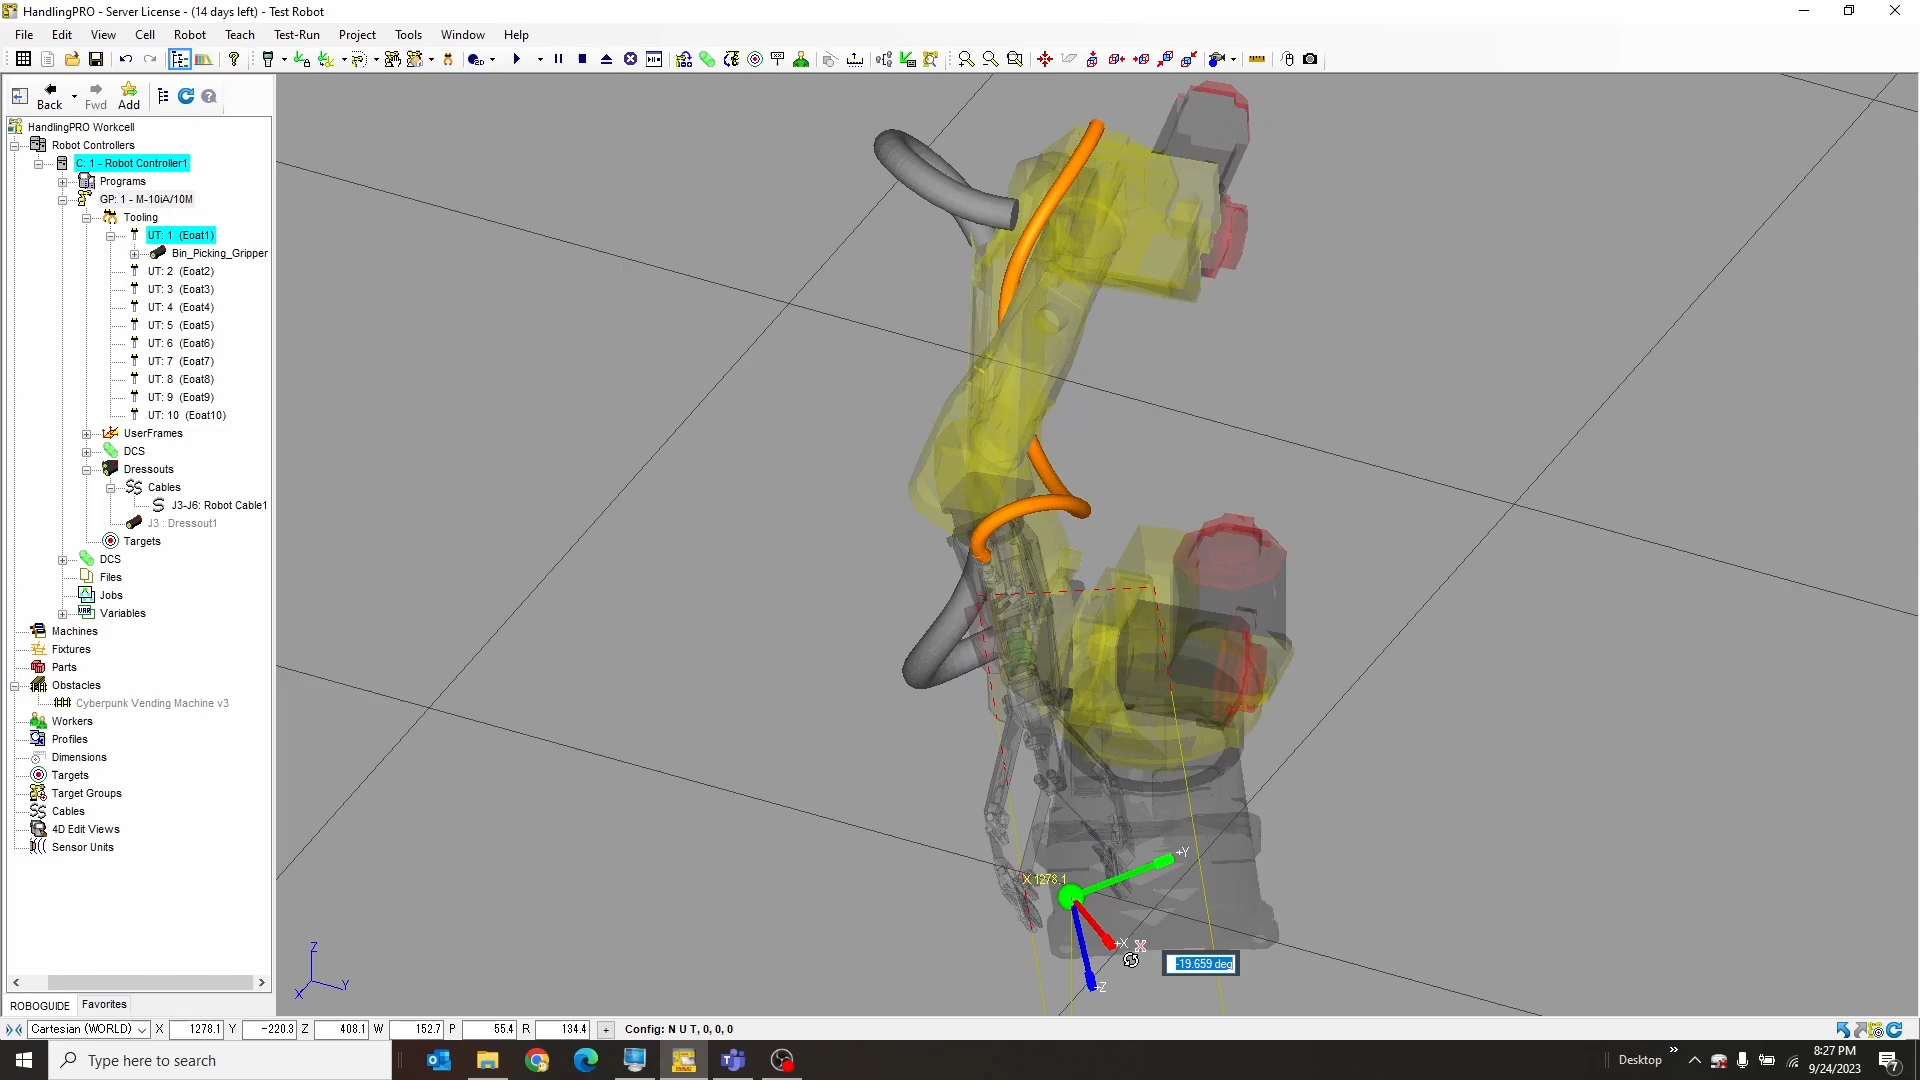 HandlingPRO - Server License - (14 days left) - Test Robot
File Edit View Cell Robot Teach Test-Run Project Tools Window Help
Back Fwd Add
HandlingPRO Workcell
Robot Controllers
C: 1 - Robot Controller1
Programs
GP: 1 - M-10iA/10M
Tooling
UT: 1 (Eoat1)
Bin_Picking_Gripper
UT: 2 (Eoat2)
UT: 3 (Eoat3)
UT: 4 (Eoat4)
UT: 5 (Eoat5)
UT: 6 (Eoat6)
UT: 7 (Eoat7)
UT: 8 (Eoat8)
UT: 9 (Eoat9)
UT: 10 (Eoat10)
UserFrames
DCS
Dressouts
Cables
J3-J6: Robot Cable1
J3 : Dressout1
Targets
DCS
Files
Jobs
Variables
Machines
Fixtures
Parts
Obstacles
Cyberpunk Vending Machine v3
Workers
Profiles
Dimensions
Targets
Target Groups
Cables
4D Edit Views
Sensor Units
+Y
X 1278.1
+X X
-19.659 deg
+Z
Z
Y
X
ROBOGUIDE Favorites
Cartesian (WORLD) X 1278.1 Y -220.3 Z 408.1 W 152.7 P 55.4 R 134.4 + Config: N U T, 0, 0, 0
Type here to search
Desktop
8:27 PM
9/24/2023
7